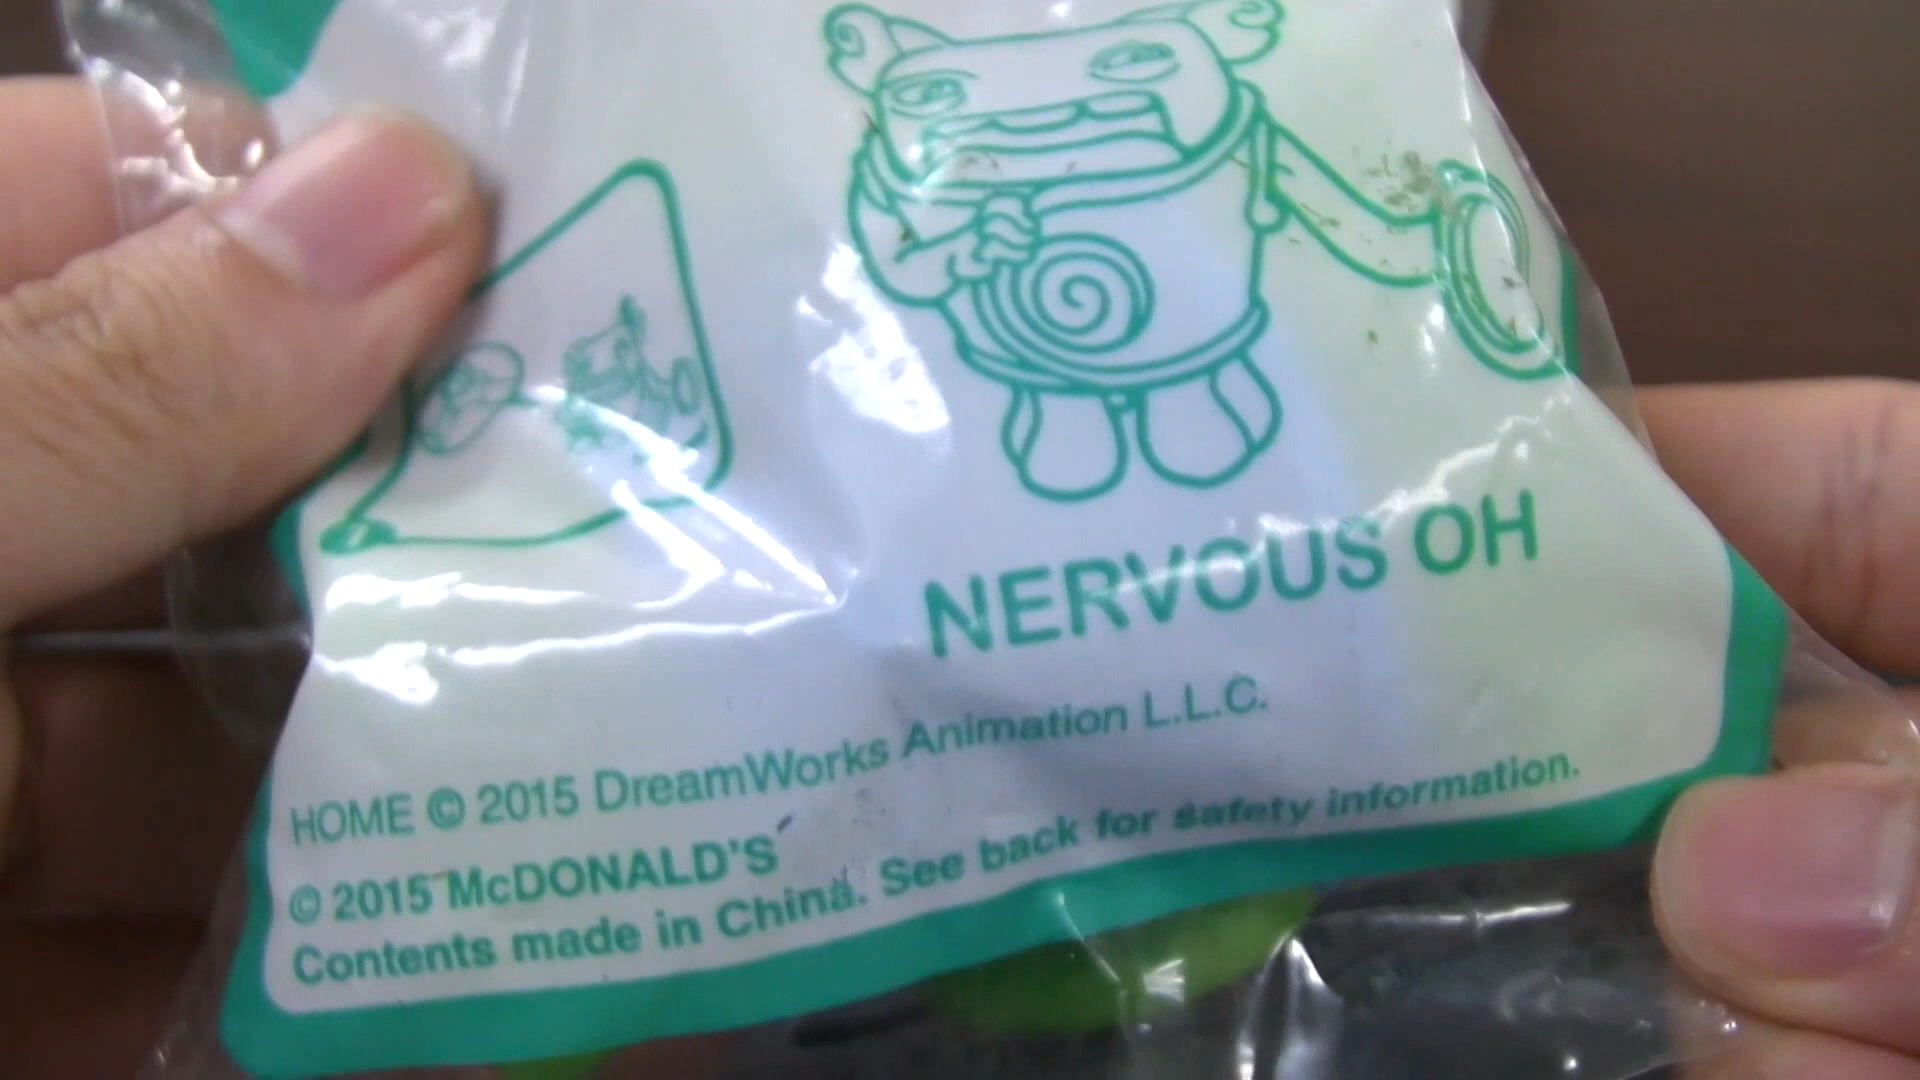 NERVOUS OH
HOME © 2015 DreamWorks Animation L.L.C.
© 2015 McDONALD'S
Contents made in China. See back for safety information.